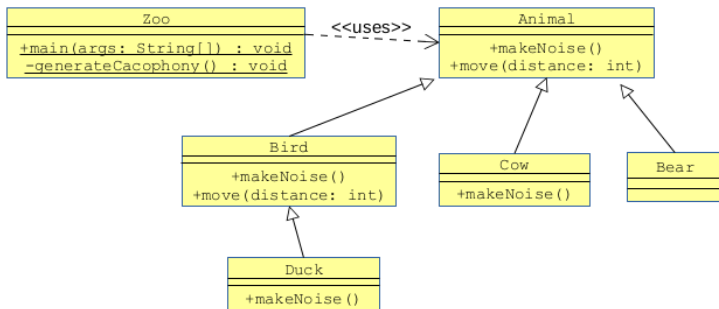 Zoo
+main(args: String[]) : void
-generateCacophony() : void
<<uses>>
Animal
+makeNoise()
+move(distance: int)
Bird
+makeNoise()
+move(distance: int)
Cow
+makeNoise()
Bear
Duck
+makeNoise()